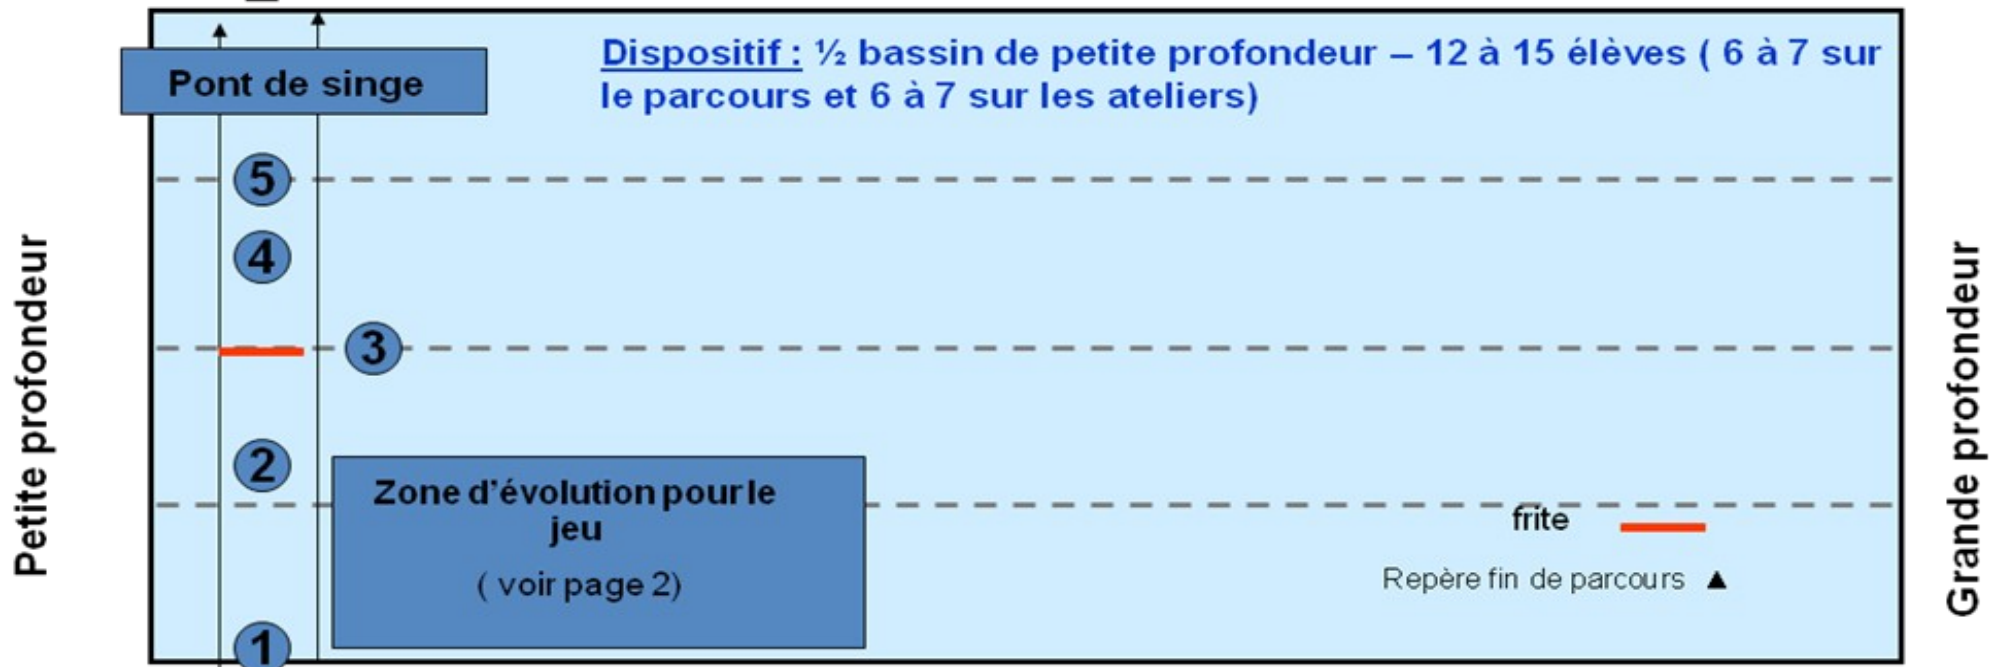 Dispositif : ½ bassin de petite profondeur – 12 à 15 élèves ( 6 à 7 sur
le parcours et 6 à 7 sur les ateliers)
Pont de singe
5
4
3
2
1
Petite profondeur
Grande profondeur
Zone d'évolution pour le
jeu
( voir page 2)
frite
Repère fin de parcours